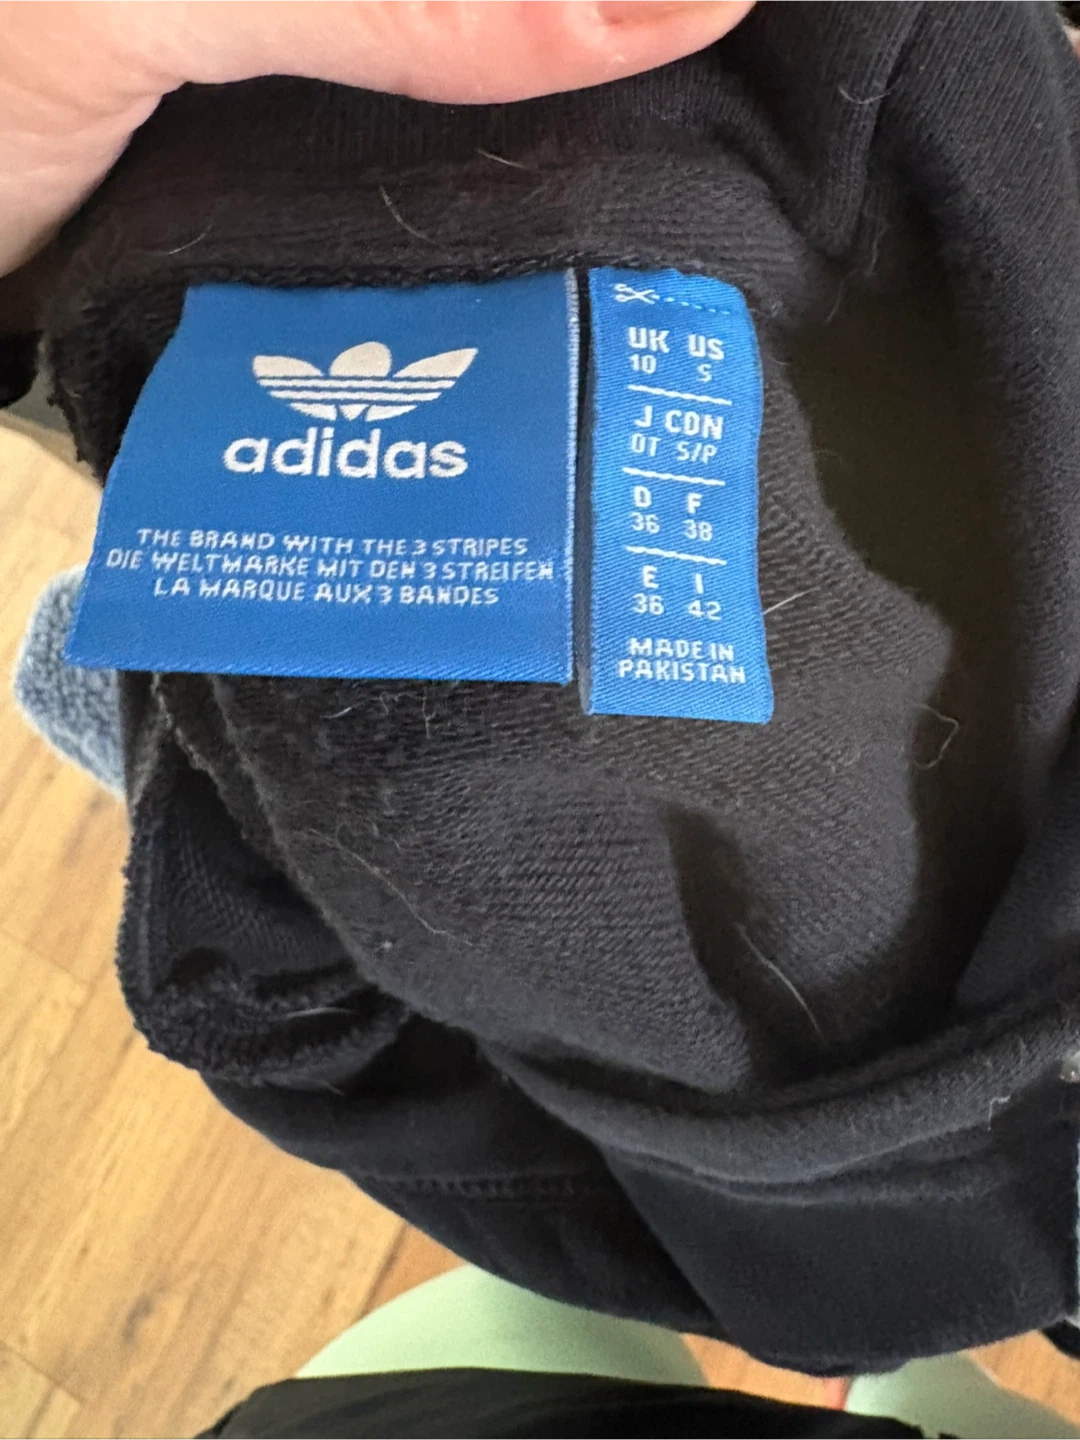 adidas
THE BRAND WITH THE 3 STRIPES
DIE WELTMARKE MIT DEN 3 STREIFEN
LA MARQUE AUX 3 BANDES
UK US
10 S
J CDN
OT S/P
D F
36 38
E I
36 42
MADE IN
PAKISTAN